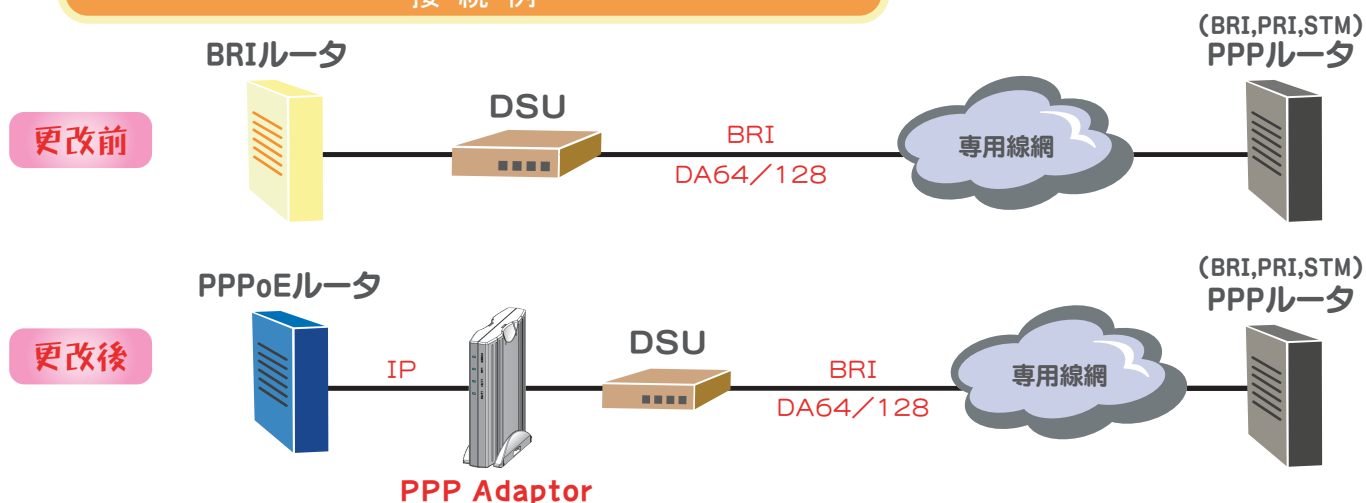 接続例
(BRI,PRI,STM)
BRIルータ
PPPルータ
DSU
更改前
BRI
専用線網
DA64／128
(BRI,PRI,STM)
PPPoEルータ
PPPルータ
DSU
更改後
IP
BRI
専用線網
DA64／128
PPP Adaptor